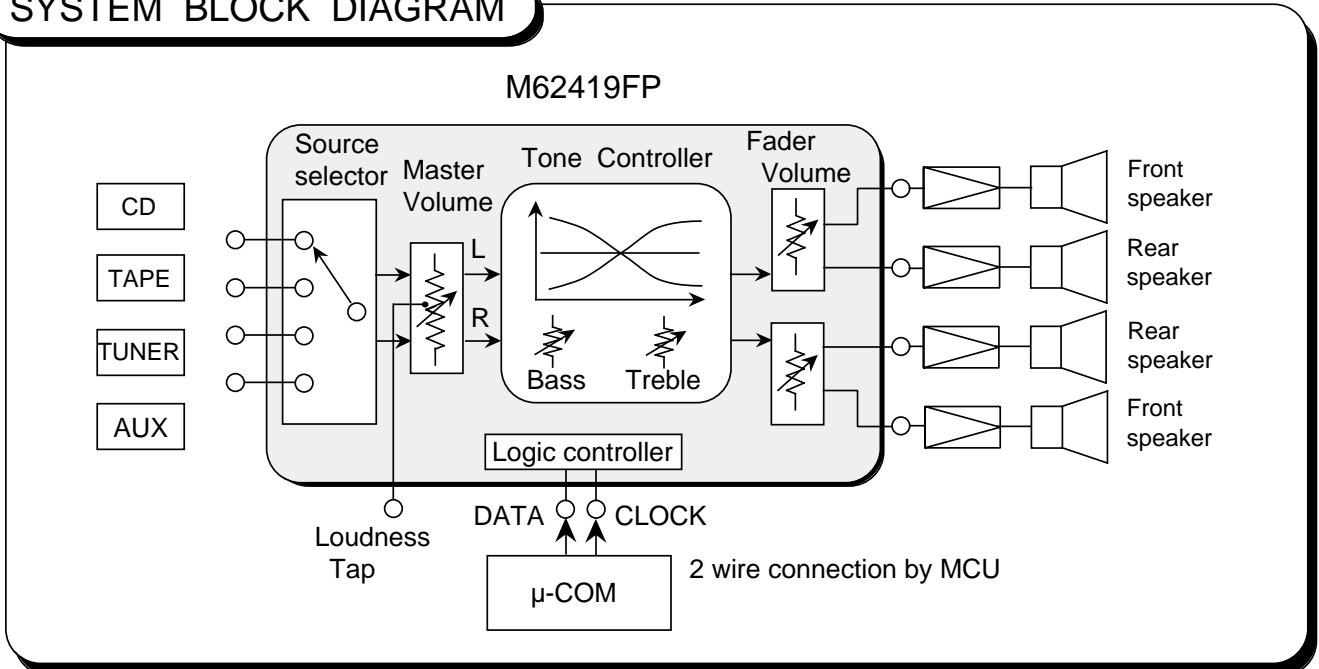 SYSTEM BLOCK DIAGRAM
M62419FP
Source
selector
Master
Volume
Tone Controller
Fader
Volume
CD
TAPE
TUNER
AUX
L
R
Bass
Treble
Front
speaker
Rear
speaker
Rear
speaker
Front
speaker
Logic controller
Loudness
Tap
DATA
CLOCK
µ-COM
2 wire connection by MCU